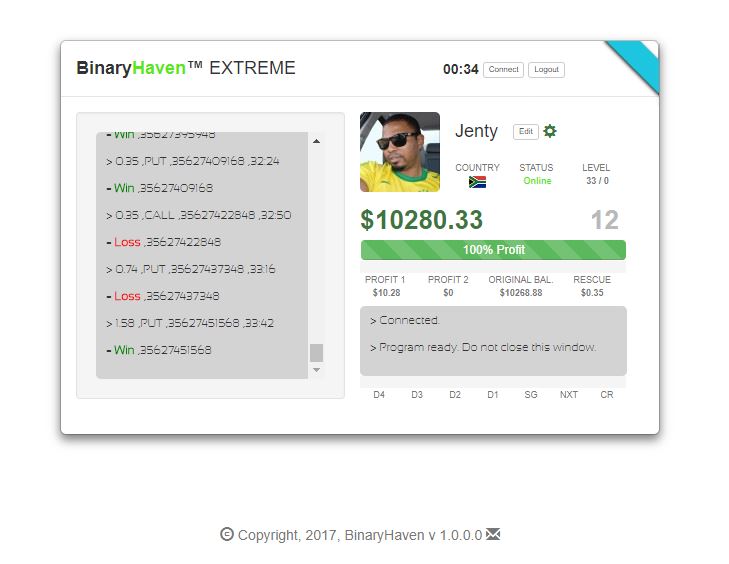 BinaryHaven™ EXTREME
00:34 Connect Logout
- Win ,35627395948
> 0.35 ,PUT ,35627409168 ,32:24
- Win ,35627409168
> 0.35 ,CALL ,35627422848 ,32:50
- Loss ,35627422848
> 0.74 ,PUT ,35627437348 ,33:16
- Loss ,35627437348
> 1.58 ,PUT ,35627451568 ,33:42
- Win ,35627451568
Jenty Edit
COUNTRY STATUS LEVEL
Online 33 / 0
$10280.33 12
100% Profit
PROFIT 1 PROFIT 2 ORIGINAL BAL. RESCUE
$10.28 $0 $10268.88 $0.35
> Connected.
> Program ready. Do not close this window.
D4 D3 D2 D1 SG NXT CR
© Copyright, 2017, BinaryHaven v 1.0.0.0